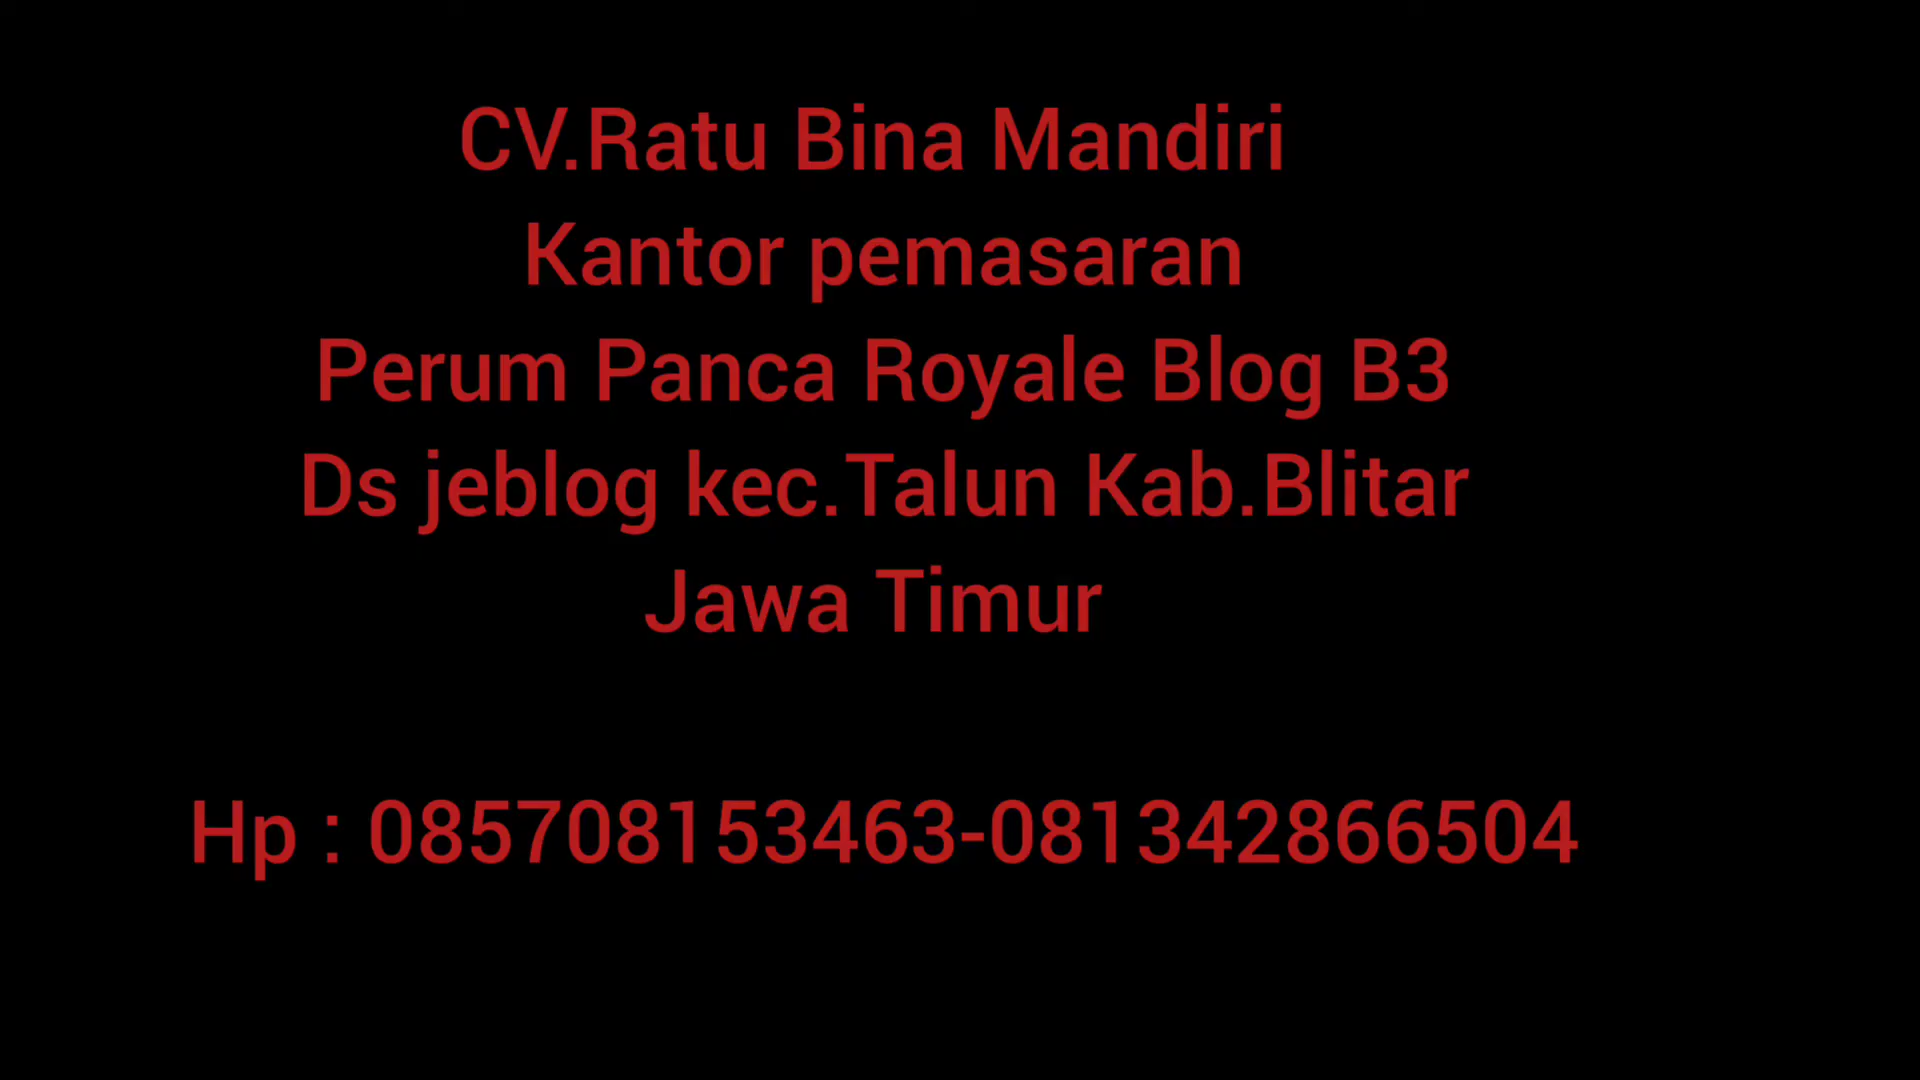 CV.Ratu Bina Mandiri
Kantor pemasaran
Perum Panca Royale Blog B3
Ds jeblog kec.Talun Kab.Blitar
Jawa Timur
Hp : 085708153463-081342866504